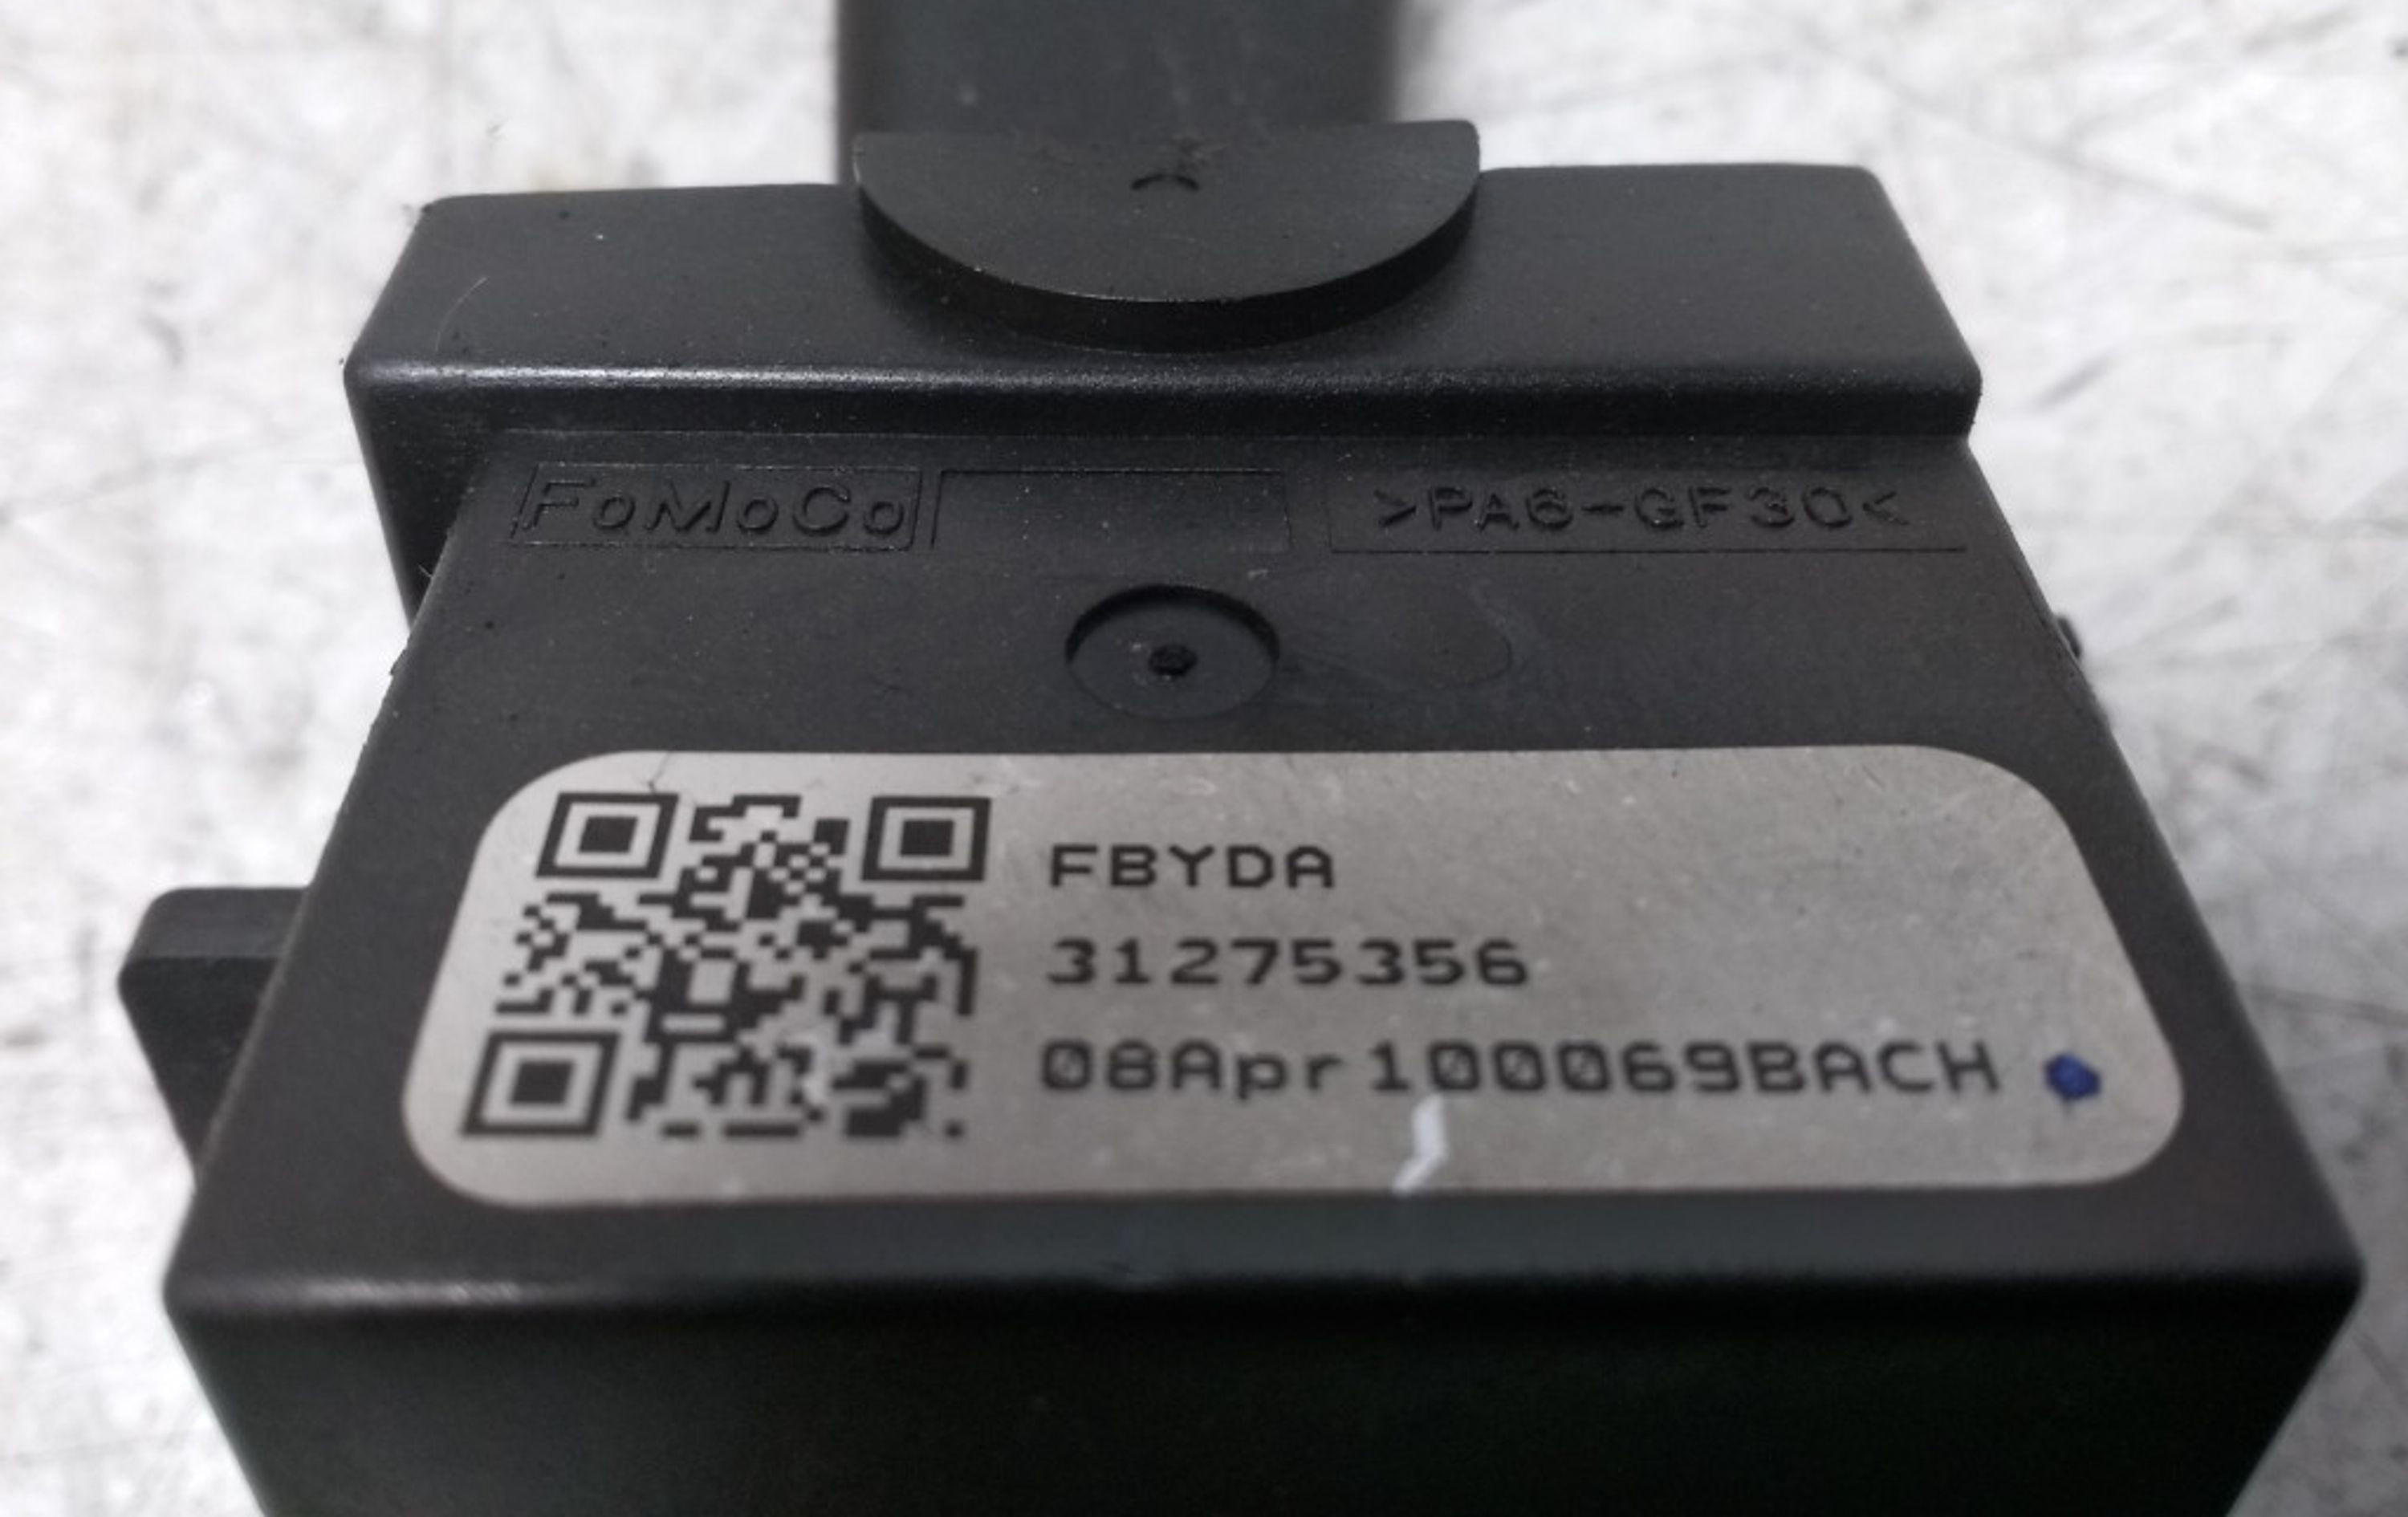 FoMoCo >PA6-GF30<
FBYDA
31275356
08Apr100069BACH